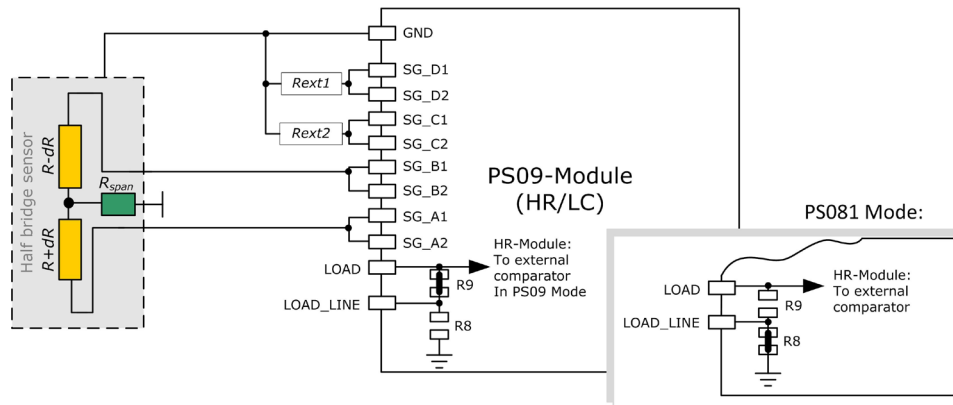 Half bridge sensor
R-dR
R+dR
Rspan
Rext1
Rext2
GND
SG_D1
SG_D2
SG_C1
SG_C2
SG_B1
SG_B2
SG_A1
SG_A2
LOAD
LOAD_LINE
PS09-Module
(HR/LC)
HR-Module:
To external
comparator
In PS09 Mode
R9
R8
PS081 Mode:
LOAD
LOAD_LINE
HR-Module:
To external
comparator
R9
R8